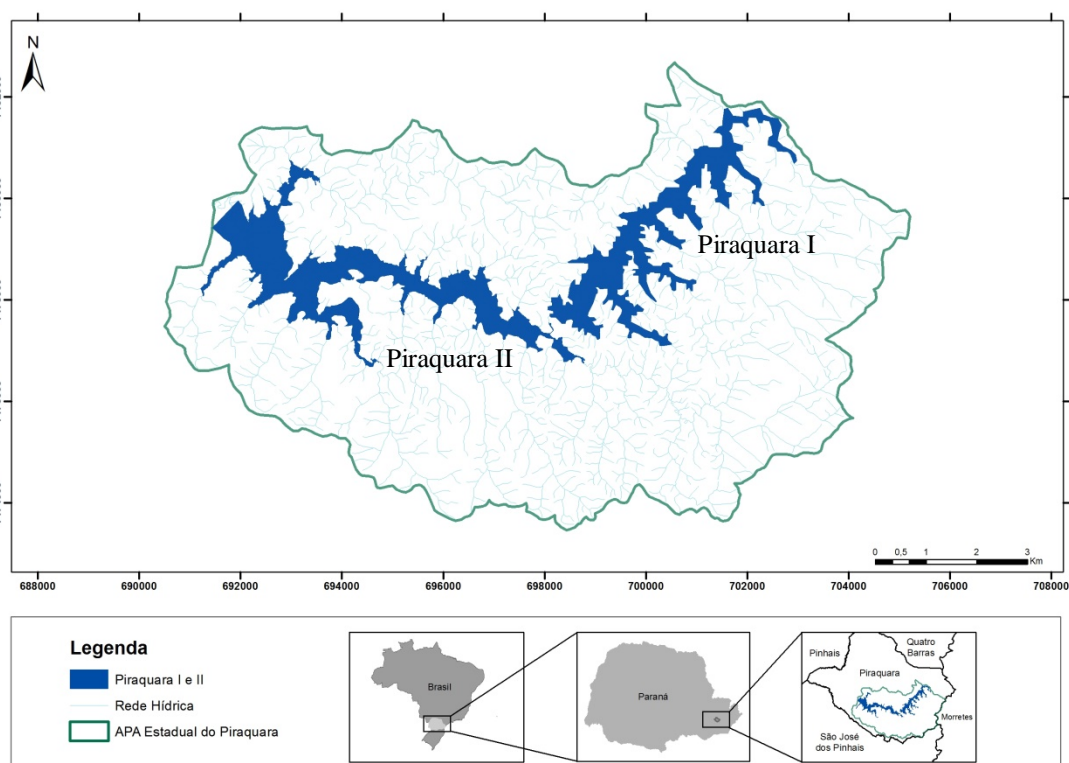 688000 690000 692000 694000 696000 698000 700000 702000 704000 706000 708000
N
Piraquara I
Piraquara II
0 0,5 1 2 3
Km
Legenda
Piraquara I e II
Rede Hídrica
APA Estadual do Piraquara
Brasil
Paraná
Pinhais
Quatro
Barras
Piraquara
Morretes
São José
dos Pinhais